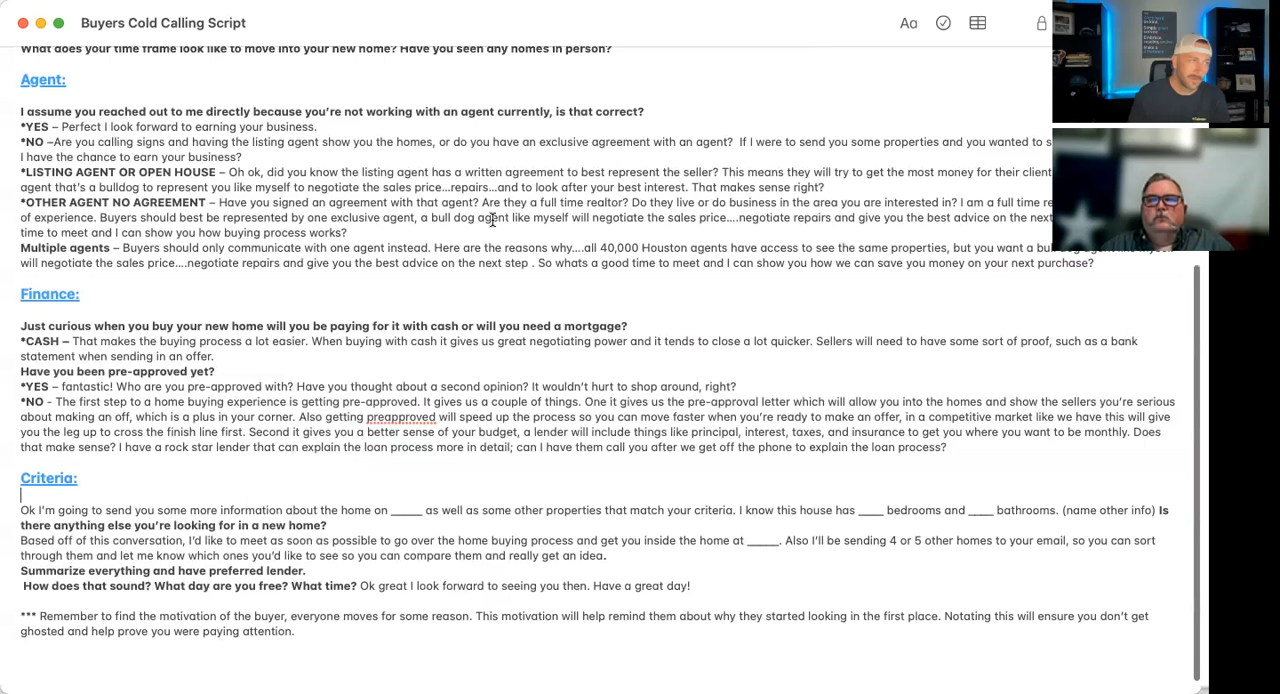 Buyers Cold Calling Script
Aa
What does your time frame look like to move into your new home? Have you seen any homes in person?
Agent:
I assume you reached out to me directly because you're not working with an agent currently, is that correct?
*YES – Perfect I look forward to earning your business.
*NO –Are you calling signs and having the listing agent show you the homes, or do you have an exclusive agreement with an agent?  If I were to send you some properties and you wanted to
I have the chance to earn your business?
*LISTING AGENT OR OPEN HOUSE – Oh ok, did you know the listing agent has a written agreement to best represent the seller? This means they will try to get the most money for their client
agent that's a bulldog to represent you like myself to negotiate the sales price...repairs...and to look after your best interest. That makes sense right?
*OTHER AGENT NO AGREEMENT – Have you signed an agreement with that agent? Are they a full time realtor? Do they live or do business in the area you are interested in? I am a full time
of experience. Buyers should best be represented by one exclusive agent, a bull dog agent like myself will negotiate the sales price....negotiate repairs and give you the best advice on the next
time to meet and I can show you how buying process works?
Multiple agents – Buyers should only communicate with one agent instead. Here are the reasons why....all 40,000 Houston agents have access to see the same properties, but you want a
will negotiate the sales price....negotiate repairs and give you the best advice on the next step . So whats a good time to meet and I can show you how we can save you money on your next purchase?
Finance:
Just curious when you buy your new home will you be paying for it with cash or will you need a mortgage?
*CASH – That makes the buying process a lot easier. When buying with cash it gives us great negotiating power and it tends to close a lot quicker. Sellers will need to have some sort of proof, such as a bank
statement when sending in an offer.
Have you been pre-approved yet?
*YES – fantastic! Who are you pre-approved with? Have you thought about a second opinion? It wouldn't hurt to shop around, right?
*NO - The first step to a home buying experience is getting pre-approved. It gives us a couple of things. One it gives us the pre-approval letter which will allow you into the homes and show the sellers you're serious
about making an off, which is a plus in your corner. Also getting preapproved will speed up the process so you can move faster when you're ready to make an offer, in a competitive market like we have this will give
you the leg up to cross the finish line first. Second it gives you a better sense of your budget, a lender will include things like principal, interest, taxes, and insurance to get you where you want to be monthly. Does
that make sense? I have a rock star lender that can explain the loan process more in detail; can I have them call you after we get off the phone to explain the loan process?
Criteria:
Ok I'm going to send you some more information about the home on _____ as well as some other properties that match your criteria. I know this house has ____ bedrooms and ____ bathrooms. (name other info) Is
there anything else you're looking for in a new home?
Based off of this conversation, I'd like to meet as soon as possible to go over the home buying process and get you inside the home at _____. Also I'll be sending 4 or 5 other homes to your email, so you can sort
through them and let me know which ones you'd like to see so you can compare them and really get an idea.
Summarize everything and have preferred lender.
How does that sound? What day are you free? What time? Ok great I look forward to seeing you then. Have a great day!
*** Remember to find the motivation of the buyer, everyone moves for some reason. This motivation will help remind them about why they started looking in the first place. Notating this will ensure you don't get
ghosted and help prove you were paying attention.